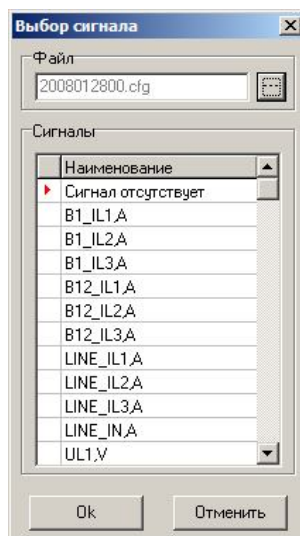 Выбор сигнала
Файл
2008012800.cfg
Сигналы
Наименование
Сигнал отсутствует
B1_IL1,A
B1_IL2,A
B1_IL3,A
B12_IL1,A
B12_IL2,A
B12_IL3,A
LINE_IL1,A
LINE_IL2,A
LINE_IL3,A
LINE_IN,A
UL1,V
Ok Отменить